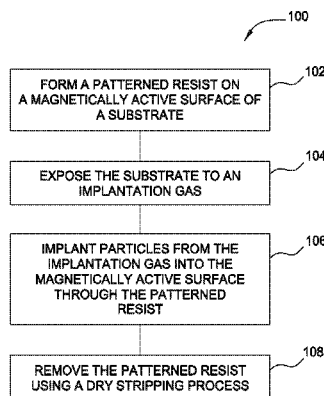 100
FORM A PATTERNED RESIST ON
A MAGNETICALLY ACTIVE SURFACE OF
A SUBSTRATE
102
EXPOSE THE SUBSTRATE TO AN
IMPLANTATION GAS
104
IMPLANT PARTICLES FROM THE
IMPLANTATION GAS INTO THE
MAGNETICALLY ACTIVE SURFACE
THROUGH THE PATTERNED
RESIST
106
REMOVE THE PATTERNED RESIST
USING A DRY STRIPPING PROCESS
108